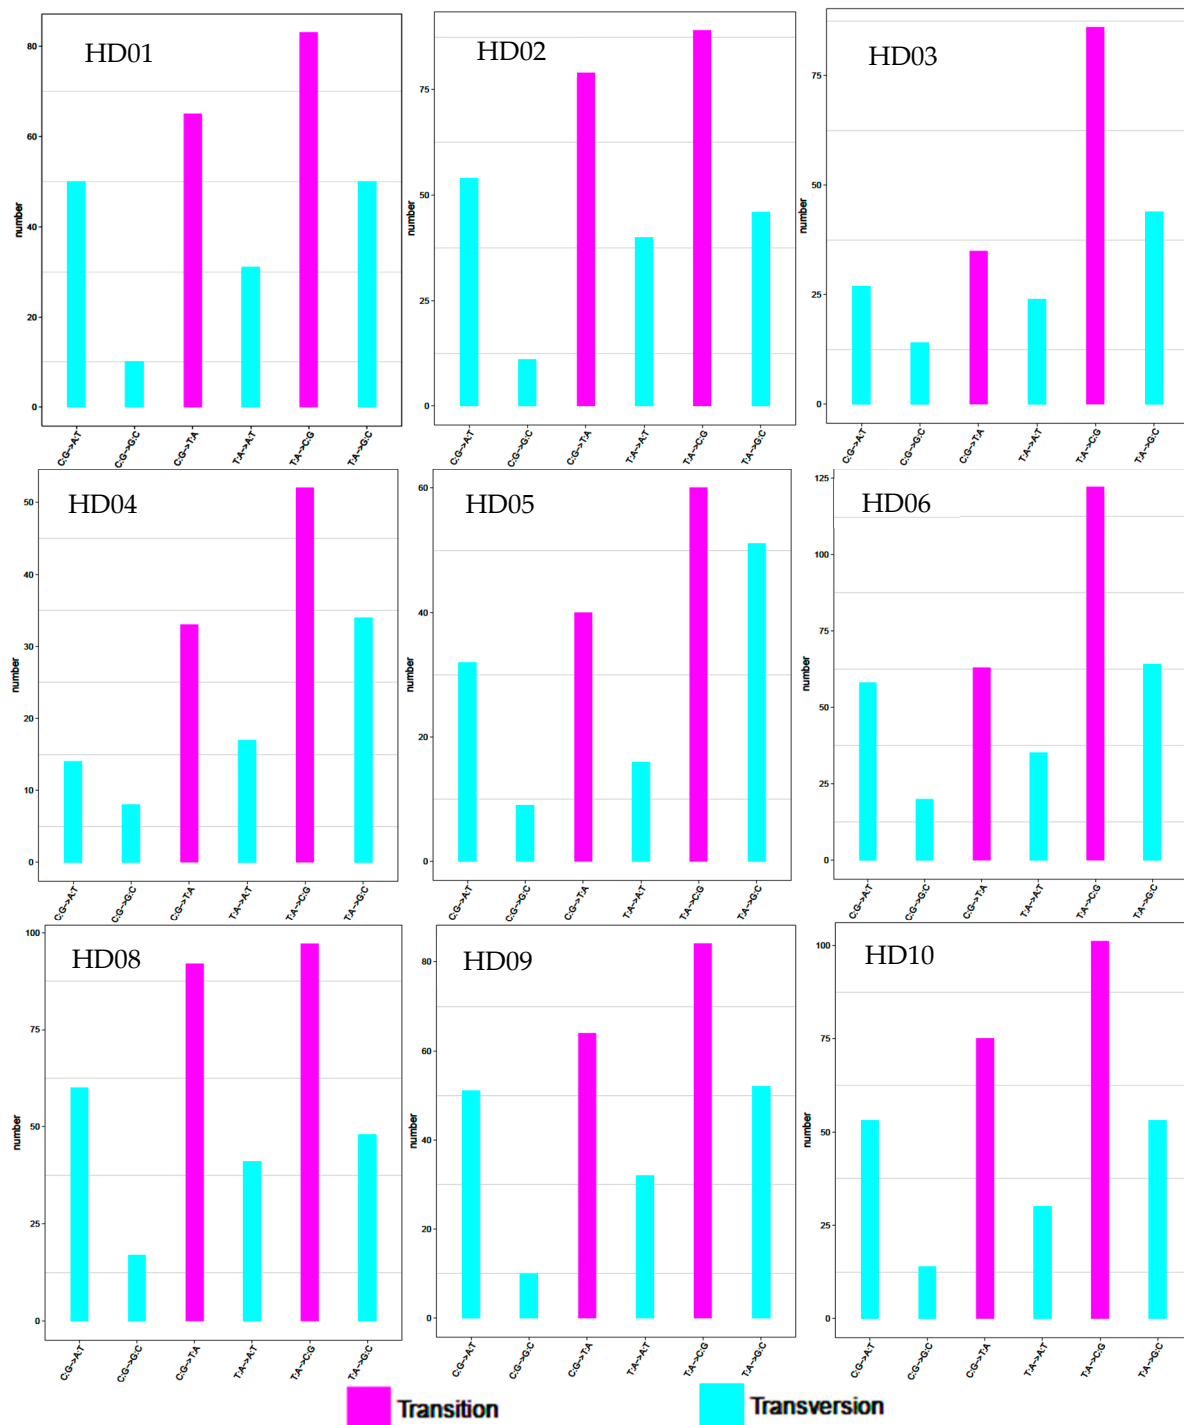 HD01
number
80
60
40
20
0
C:G->A:T
C:G->G:C
C:G->T:A
T:A->A:T
T:A->C:G
T:A->G:C
HD02
number
75
50
25
0
C:G->A:T
C:G->G:C
C:G->T:A
T:A->A:T
T:A->C:G
T:A->G:C
HD03
number
75
50
25
0
C:G->A:T
C:G->G:C
C:G->T:A
T:A->A:T
T:A->C:G
T:A->G:C
HD04
number
50
40
30
20
10
0
C:G->A:T
C:G->G:C
C:G->T:A
T:A->A:T
T:A->C:G
T:A->G:C
HD05
number
60
40
20
0
C:G->A:T
C:G->G:C
C:G->T:A
T:A->A:T
T:A->C:G
T:A->G:C
HD06
number
125
100
75
50
25
0
C:G->A:T
C:G->G:C
C:G->T:A
T:A->A:T
T:A->C:G
T:A->G:C
HD08
number
100
75
50
25
0
C:G->A:T
C:G->G:C
C:G->T:A
T:A->A:T
T:A->C:G
T:A->G:C
HD09
number
80
60
40
20
0
C:G->A:T
C:G->G:C
C:G->T:A
T:A->A:T
T:A->C:G
T:A->G:C
HD10
number
100
75
50
25
0
C:G->A:T
C:G->G:C
C:G->T:A
T:A->A:T
T:A->C:G
T:A->G:C
Transition
Transversion